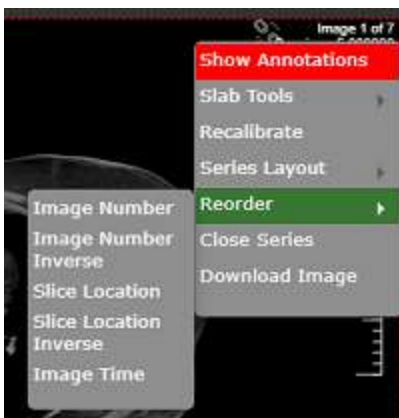 Image 1 of 7
Show Annotations
Slab Tools
Recalibrate
Series Layout
Reorder
Close Series
Download Image
Image Number
Image Number
Inverse
Slice Location
Slice Location
Inverse
Image Time